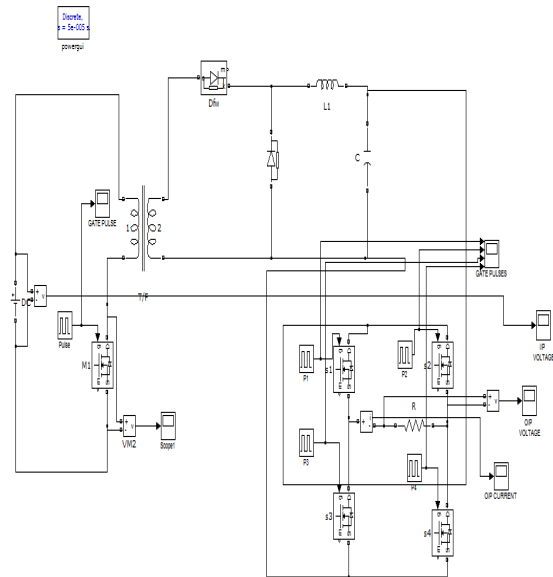 Discrete,
s = 5e-005 s.
powergui
m
Dfw
L1
C
GATE PULSE
1
2
T/F
GATE PULSES
DC
+
-
v
Pulse
M1
I/P
VOLTAGE
P1
s1
P2
s2
R
+
-
v
O/P
VOLTAGE
+
-
v
VM2
Scope1
+
-
i
P3
P4
O/P CURRENT
s3
s4